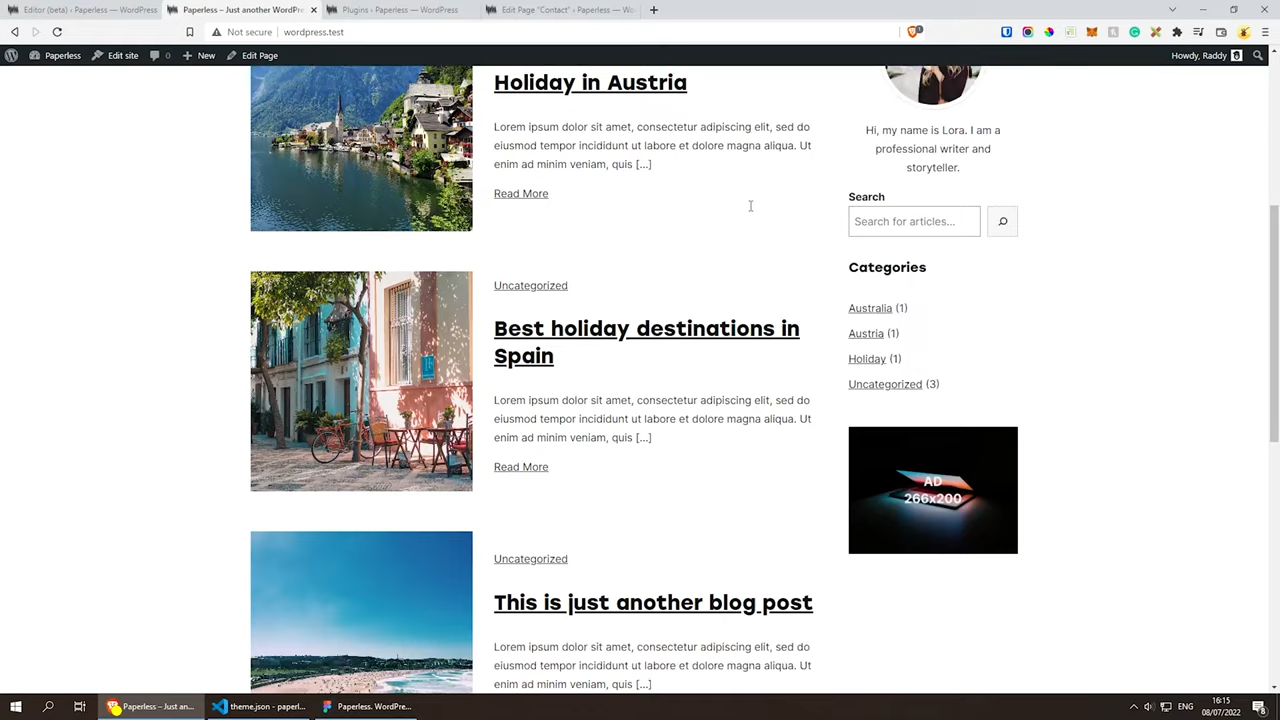 Editor (beta) ‹ Paperless — WordPress
Paperless – Just another WordPre
Plugins ‹ Paperless — WordPress
Edit Page "Contact" ‹ Paperless — Wo
Not secure
wordpress.test
Paperless
Edit site
0
New
Edit Page
Howdy, Raddy
Holiday in Austria
Lorem ipsum dolor sit amet, consectetur adipiscing elit, sed do
eiusmod tempor incididunt ut labore et dolore magna aliqua. Ut
enim ad minim veniam, quis […]
Read More
Uncategorized
Best holiday destinations in
Spain
Lorem ipsum dolor sit amet, consectetur adipiscing elit, sed do
eiusmod tempor incididunt ut labore et dolore magna aliqua. Ut
enim ad minim veniam, quis […]
Read More
Uncategorized
This is just another blog post
Lorem ipsum dolor sit amet, consectetur adipiscing elit, sed do
eiusmod tempor incididunt ut labore et dolore magna aliqua. Ut
enim ad minim veniam, quis […]
Hi, my name is Lora. I am a
professional writer and
storyteller.
Search
Search for articles...
Categories
Australia (1)
Austria (1)
Holiday (1)
Uncategorized (3)
AD
266x200
Paperless – Just an...
theme.json - paperl...
Paperless. WordPre...
ENG
16:15
08/07/2022